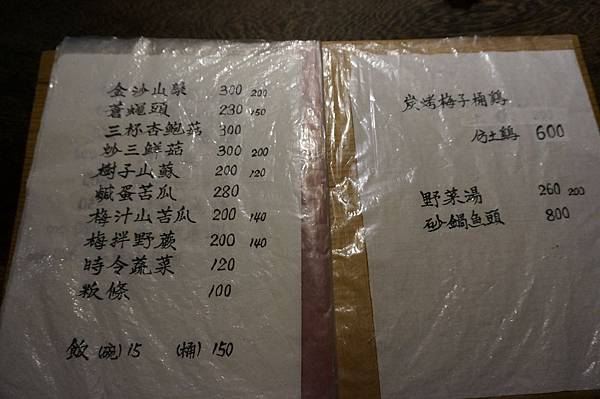 金沙山藥 300 200
蒼蠅頭 230 150
三杯杏鮑菇 300
炒三鮮菇 300 200
樹子山蘇 200 120
鹹蛋苦瓜 280
梅汁山苦瓜 200 140
梅拌野蕨 200 140
時令蔬菜 120
粄條 100
飯(碗)15 (桶)150
炭烤梅子桶鷄
仿土鷄 600
野菜湯 260 200
砂鍋鱼頭 800